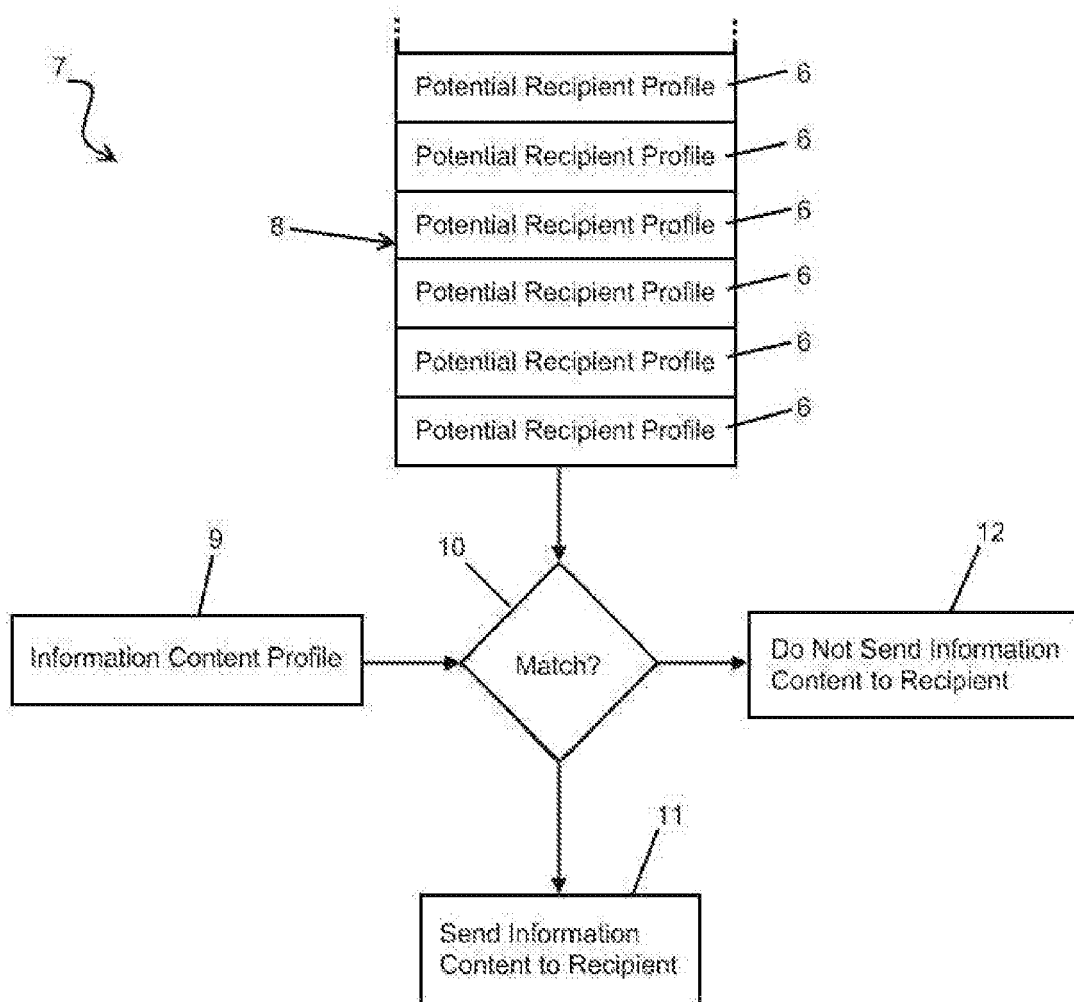 7
Potential Recipient Profile 6
Potential Recipient Profile 6
8
Potential Recipient Profile 6
Potential Recipient Profile 6
Potential Recipient Profile 6
Potential Recipient Profile 6
9
10
12
Information Content Profile
Match?
Do Not Send Information
Content to Recipient
11
Send Information
Content to Recipient